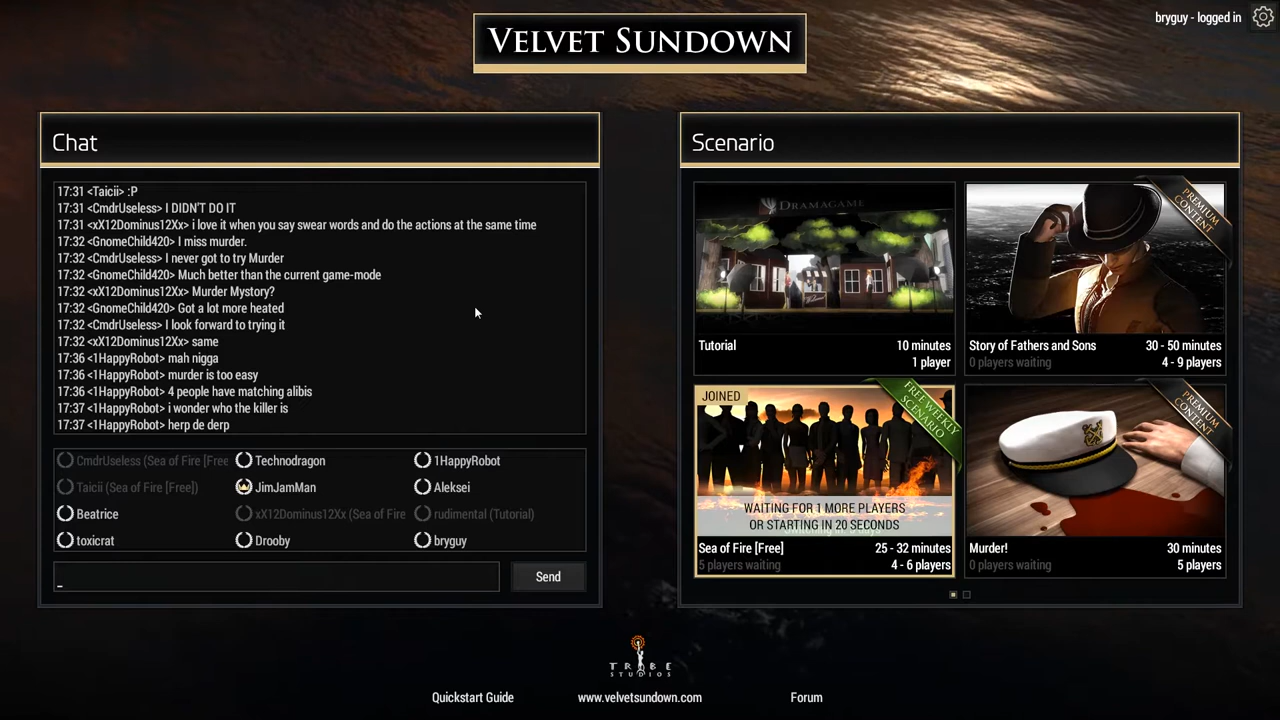 bryguy - logged in
VELVET SUNDOWN
Chat
17:31 <Taicii> :P
17:31 <CmdrUseless> I DIDN'T DO IT
17:31 <xX12Dominus12Xx> i love it when you say swear words and do the actions at the same time
17:32 <GnomeChild420> I miss murder.
17:32 <CmdrUseless> I never got to try Murder
17:32 <GnomeChild420> Much better than the current game-mode
17:32 <xX12Dominus12Xx> Murder Mystory?
17:32 <GnomeChild420> Got a lot more heated
17:32 <CmdrUseless> I look forward to trying it
17:32 <xX12Dominus12Xx> same
17:36 <1HappyRobot> mah nigga
17:36 <1HappyRobot> murder is too easy
17:36 <1HappyRobot> 4 people have matching alibis
17:37 <1HappyRobot> i wonder who the killer is
17:37 <1HappyRobot> herp de derp
CmdrUseless (Sea of Fire [Free Technodragon 1HappyRobot
Taicii (Sea of Fire [Free]) JimJamMan Aleksei
Beatrice xX12Dominus12Xx (Sea of Fire rudimental (Tutorial)
toxicrat Drooby bryguy
_
Send
Scenario
DRAMAGAME
Tutorial 10 minutes
1 player
PREMIUM CONTENT
Story of Fathers and Sons 30 - 50 minutes
0 players waiting 4 - 9 players
JOINED
FREE WEEKLY SCENARIO
WAITING FOR 1 MORE PLAYERS
OR STARTING IN 20 SECONDS
Sea of Fire [Free] 25 - 32 minutes
5 players waiting 4 - 6 players
PREMIUM CONTENT
Murder! 30 minutes
0 players waiting 5 players
TRIBE
STUDIOS
Quickstart Guide www.velvetsundown.com Forum